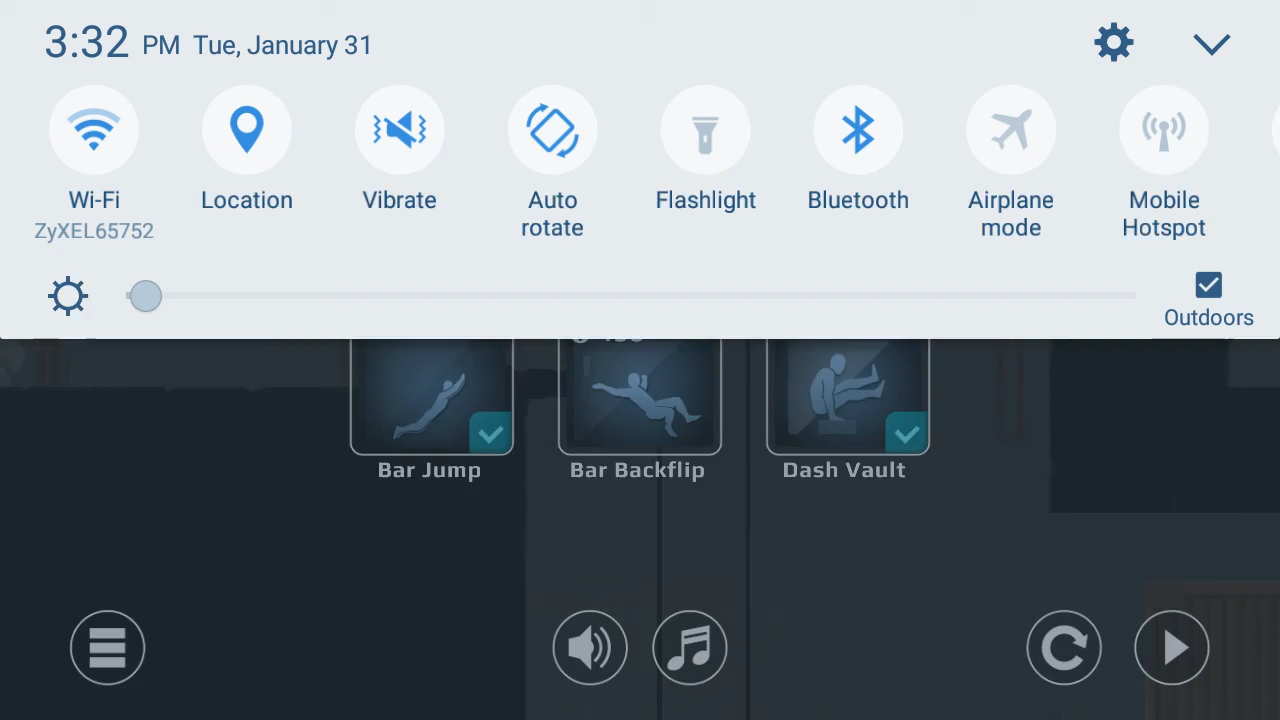 3:32 PM Tue, January 31
Wi-Fi
ZyXEL65752
Location
Vibrate
Auto
rotate
Flashlight
Bluetooth
Airplane
mode
Mobile
Hotspot
Outdoors
Bar Jump
Bar Backflip
Dash Vault